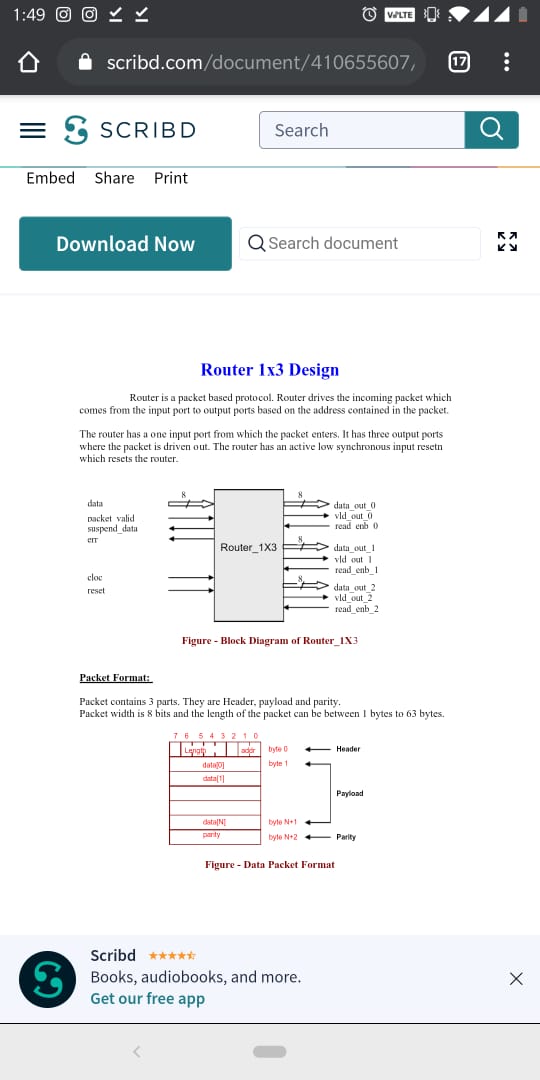 1:49
VoLTE
scribd.com/document/410655607,
17
SCRIBD
Search
Embed Share Print
Download Now
Search document
Router 1x3 Design
Router is a packet based protocol. Router drives the incoming packet which
comes from the input port to output ports based on the address contained in the packet.
The router has a one input port from which the packet enters. It has three output ports
where the packet is driven out. The router has an active low synchronous input resetn
which resets the router.
8
data
packet_valid
suspend_data
err
cloc
reset
Router_1X3
8
data_out_0
vld_out_0
read_enb_0
8
data_out_1
vld_out_1
read_enb_1
8
data_out_2
vld_out_2
read_enb_2
Figure - Block Diagram of Router_1X3
Packet Format:
Packet contains 3 parts. They are Header, payload and parity.
Packet width is 8 bits and the length of the packet can be between 1 bytes to 63 bytes.
7 6 5 4 3 2 1 0
Length addr byte 0 Header
data[0] byte 1
data[1]
Payload
data[N] byte N+1
parity byte N+2 Parity
Figure - Data Packet Format
Scribd
Books, audiobooks, and more.
Get our free app